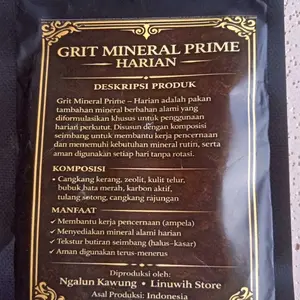 GRIT MINERAL PRIME
HARIAN
DESKRIPSI PRODUK
Grit Mineral Prime – Harian adalah pakan
tambahan mineral berbahan alami yang
diformulasikan khusus untuk penggunaan
harian perkutut. Disusun dengan komposisi
seimbang untuk membantu kerja pencernaan
dan memenuhi kebutuhan mineral rutin, serta
aman digunakan setiap hari tanpa rotasi.
KOMPOSISI
• Cangkang kerang, zeolit, kulit telur,
bubuk bata merah, karbon aktif,
tulang sotong, cangkang rajungan
MANFAAT
✓ Membantu kerja pencernaan (ampela)
✓ Menyediakan mineral alami harian
✓ Tekstur butiran seimbang (halus–kasar)
✓ Aman digunakan terus-menerus
Diproduksi oleh:
Ngalun Kawung • Linuwih Store
Asal Produksi: Indonesia